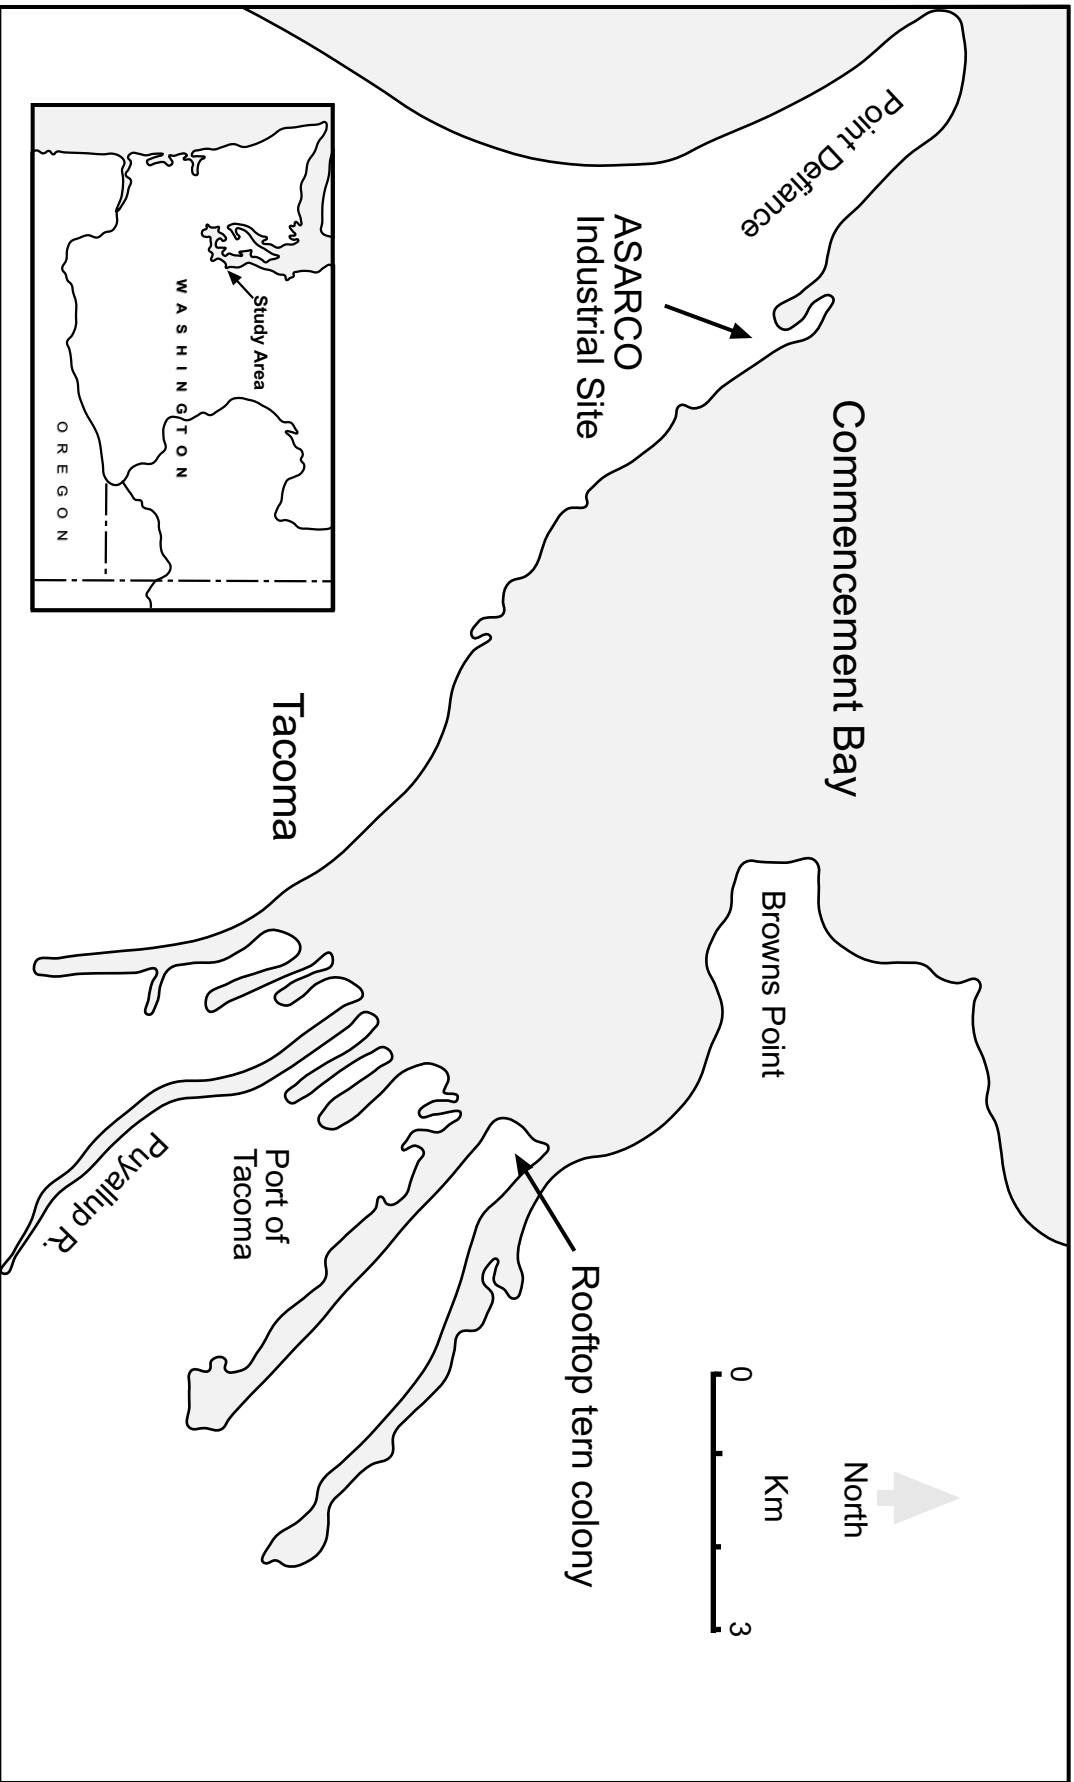 Point Defiance
Commencement Bay
ASARCO
Industrial Site
Browns Point
North
Km
0
3
Rooftop tern colony
Tacoma
Port of
Tacoma
Puyallup R.
Study Area
WASHINGTON
OREGON